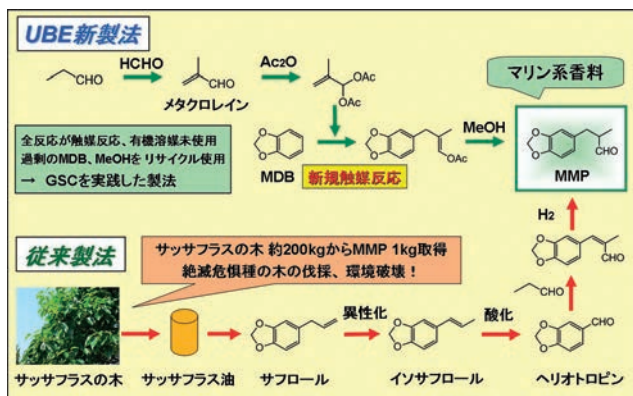 UBE新製法
CHO
HCHO
CHO
メタクロレイン
Ac2O
OAc
OAc
マリン系香料
全反応が触媒反応、有機溶媒未使用
過剰のMDB、MeOHをリサイクル使用
→ GSCを実践した製法
O
O
MDB
新規触媒反応
O
O
OAc
MeOH
O
O
CHO
MMP
H2
従来製法
サッサフラスの木 約200kgからMMP 1kg取得
絶滅危惧種の木の伐採、環境破壊！
O
O
CHO
CHO
サッサフラスの木
サッサフラス油
O
O
サフロール
異性化
O
O
イソサフロール
酸化
O
O
CHO
ヘリオトロピン